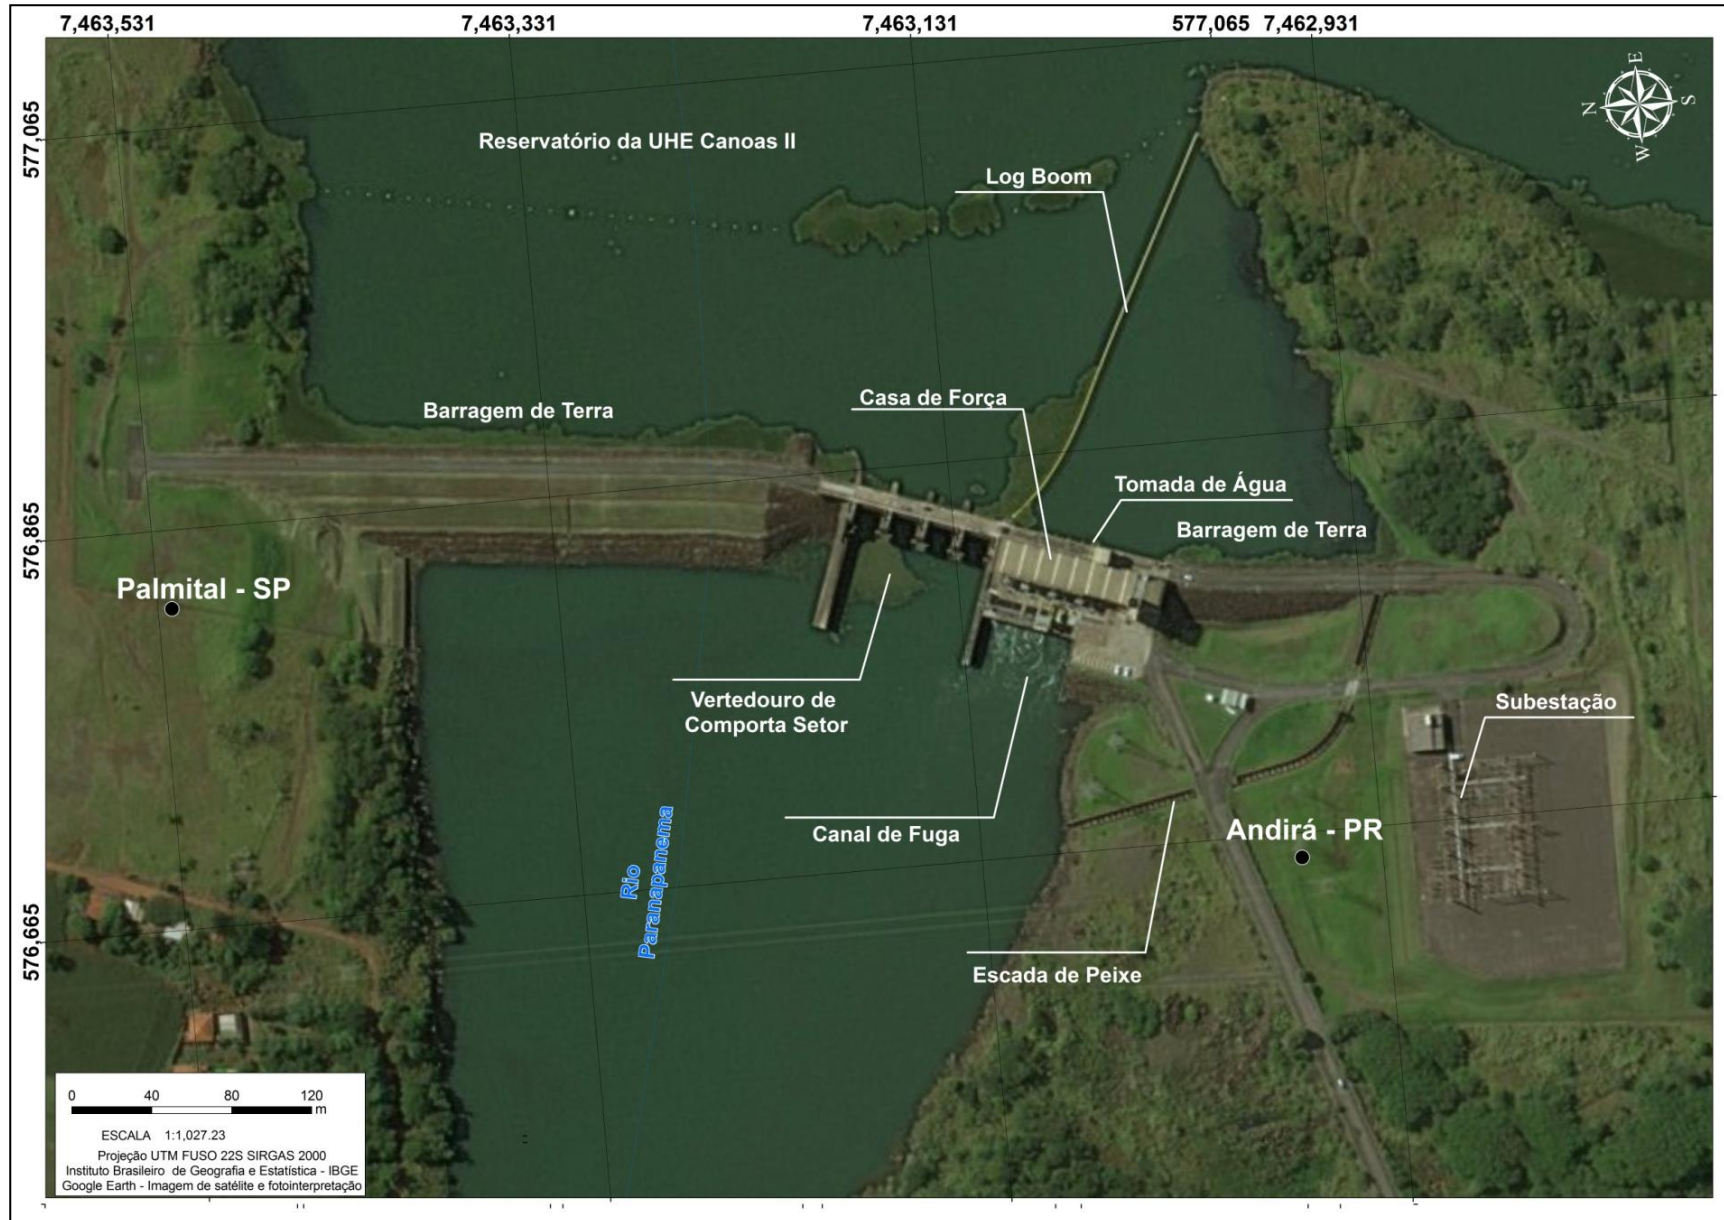 7,463,531
7,463,331
7,463,131
577,065
7,462,931
577,065
576,865
576,665
N
E
S
W
Reservatório da UHE Canoas II
Log Boom
Casa de Força
Barragem de Terra
Tomada de Água
Barragem de Terra
Palmital - SP
Vertedouro de
Comporta Setor
Subestação
Canal de Fuga
Andirá - PR
Rio
Paranapanema
Escada de Peixe
0 40 80 120
m
ESCALA 1:1,027.23
Projeção UTM FUSO 22S SIRGAS 2000
Instituto Brasileiro de Geografia e Estatística - IBGE
Google Earth - Imagem de satélite e fotointerpretação